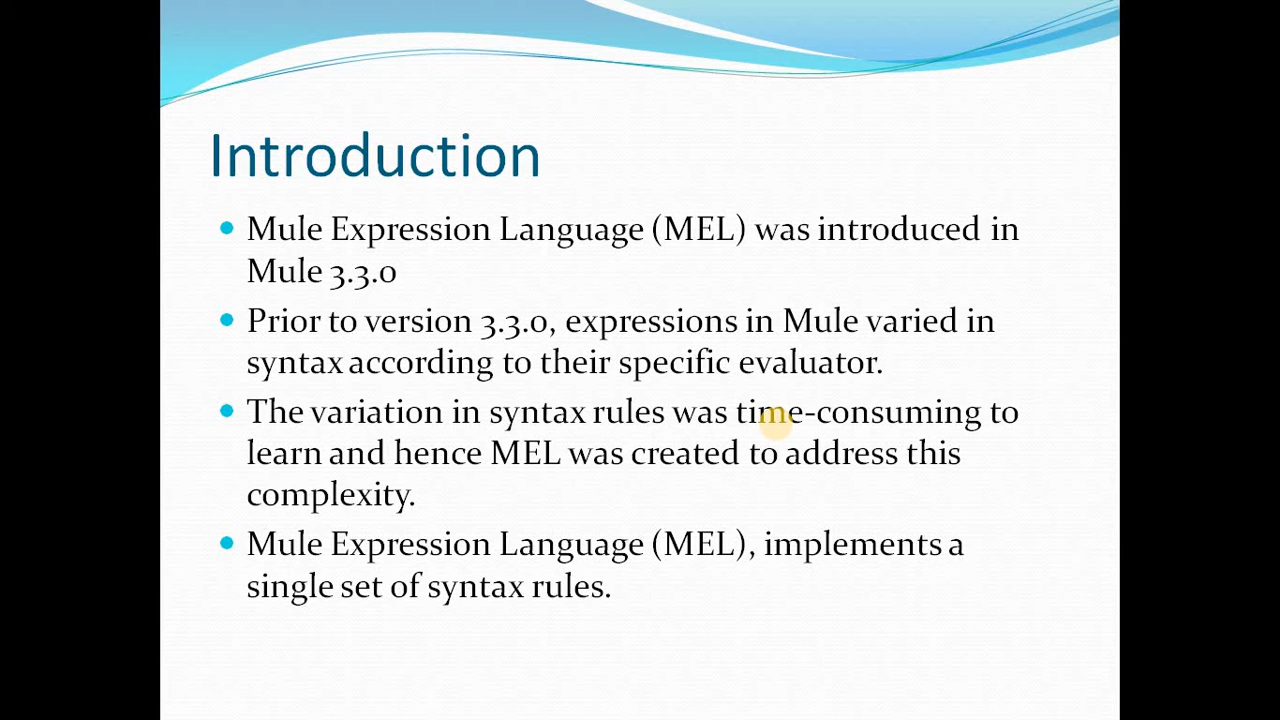 Introduction
Mule Expression Language (MEL) was introduced in
Mule 3.3.0
Prior to version 3.3.0, expressions in Mule varied in
syntax according to their specific evaluator.
The variation in syntax rules was time-consuming to
learn and hence MEL was created to address this
complexity.
Mule Expression Language (MEL), implements a
single set of syntax rules.